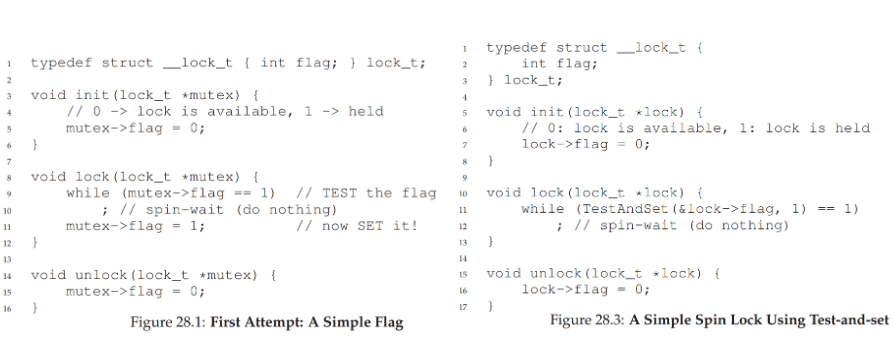 1 typedef struct __lock_t { int flag; } lock_t;
2
3 void init(lock_t *mutex) {
4 // 0 -> lock is available, 1 -> held
5 mutex->flag = 0;
6 }
7
8 void lock(lock_t *mutex) {
9 while (mutex->flag == 1) // TEST the flag
10 ; // spin-wait (do nothing)
11 mutex->flag = 1; // now SET it!
12 }
13
14 void unlock(lock_t *mutex) {
15 mutex->flag = 0;
16 }
Figure 28.1: First Attempt: A Simple Flag
1 typedef struct __lock_t {
2 int flag;
3 } lock_t;
4
5 void init(lock_t *lock) {
6 // 0: lock is available, 1: lock is held
7 lock->flag = 0;
8 }
9
10 void lock(lock_t *lock) {
11 while (TestAndSet(&lock->flag, 1) == 1)
12 ; // spin-wait (do nothing)
13 }
14
15 void unlock(lock_t *lock) {
16 lock->flag = 0;
17 }
Figure 28.3: A Simple Spin Lock Using Test-and-set